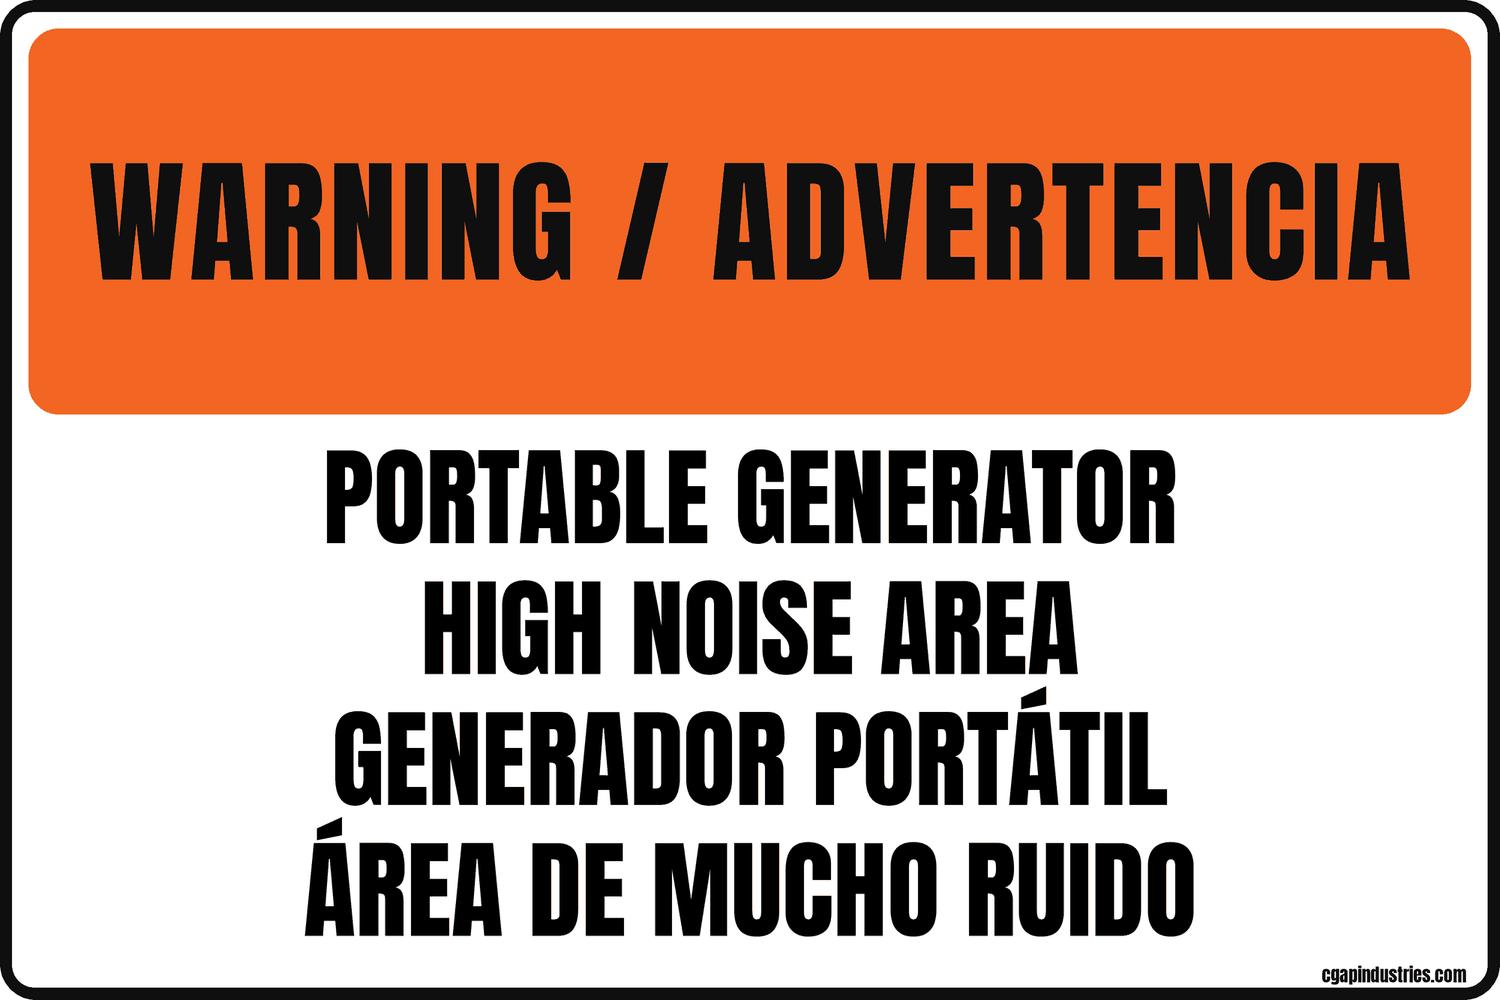 WARNING / ADVERTENCIA
PORTABLE GENERATOR
HIGH NOISE AREA
GENERADOR PORTÁTIL
ÁREA DE MUCHO RUIDO
cgapindustries.com